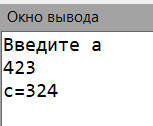 Окно вывода
Введите a
423
c=324